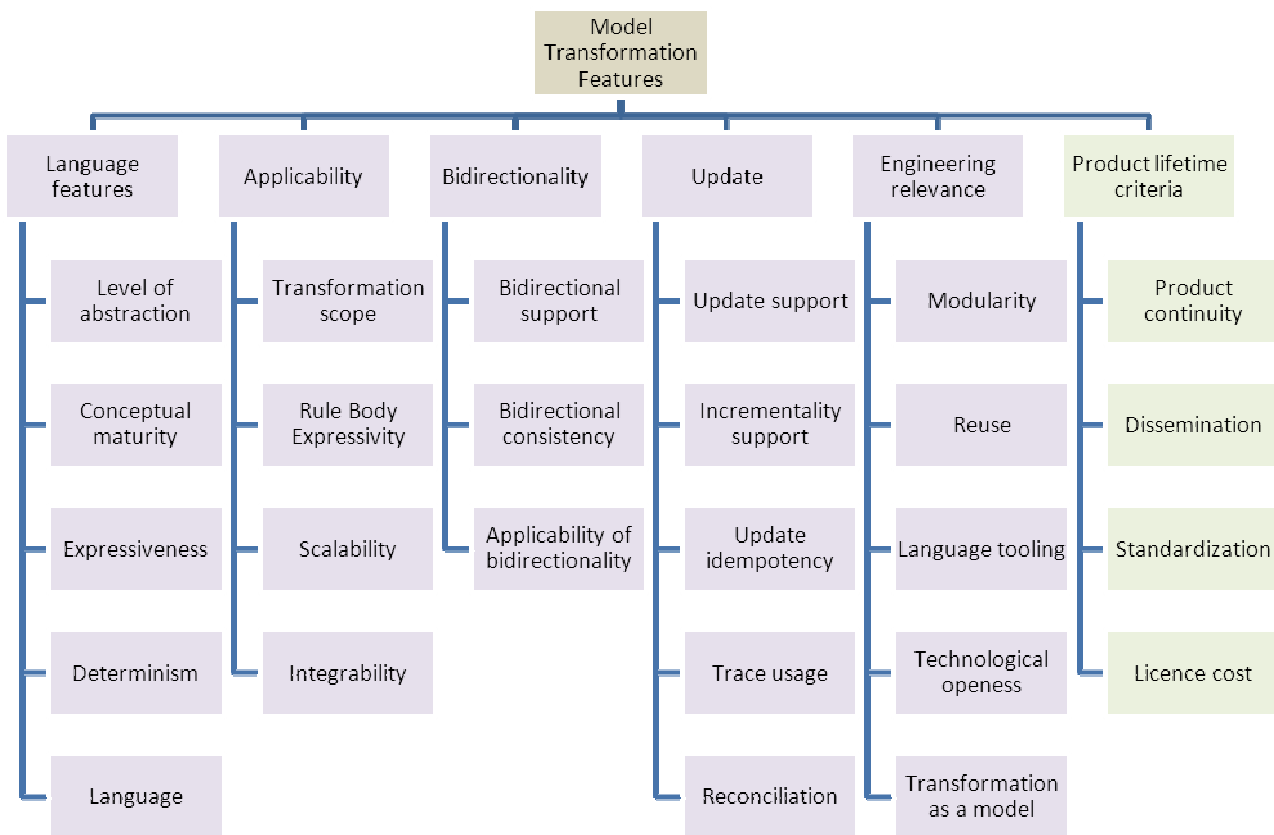 Model
Transformation
Features
Language
features
Applicability
Bidirectionality
Update
Engineering
relevance
Product lifetime
criteria
Level of
abstraction
Transformation
scope
Bidirectional
support
Update support
Modularity
Product
continuity
Conceptual
maturity
Rule Body
Expressivity
Bidirectional
consistency
Incrementality
support
Reuse
Dissemination
Expressiveness
Scalability
Applicability of
bidirectionality
Update
idempotency
Language tooling
Standardization
Determinism
Integrability
Trace usage
Technological
openess
Licence cost
Language
Reconciliation
Transformation
as a model